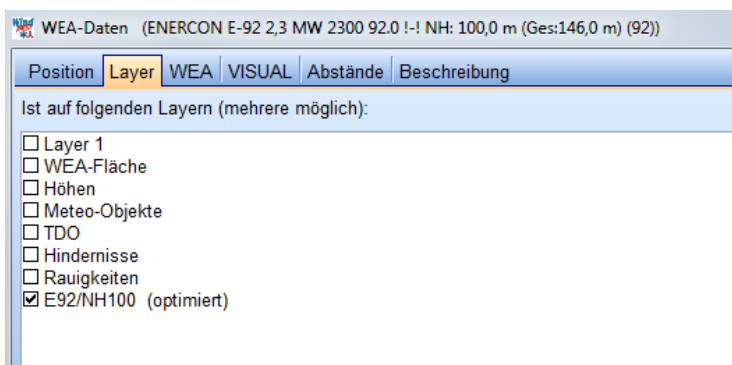 WEA-Daten (ENERCON E-92 2,3 MW 2300 92.0 !-! NH: 100,0 m (Ges:146,0 m) (92))
Position Layer WEA VISUAL Abstände Beschreibung
Ist auf folgenden Layern (mehrere möglich):
Layer 1
WEA-Fläche
Höhen
Meteo-Objekte
TDO
Hindernisse
Rauigkeiten
E92/NH100 (optimiert)